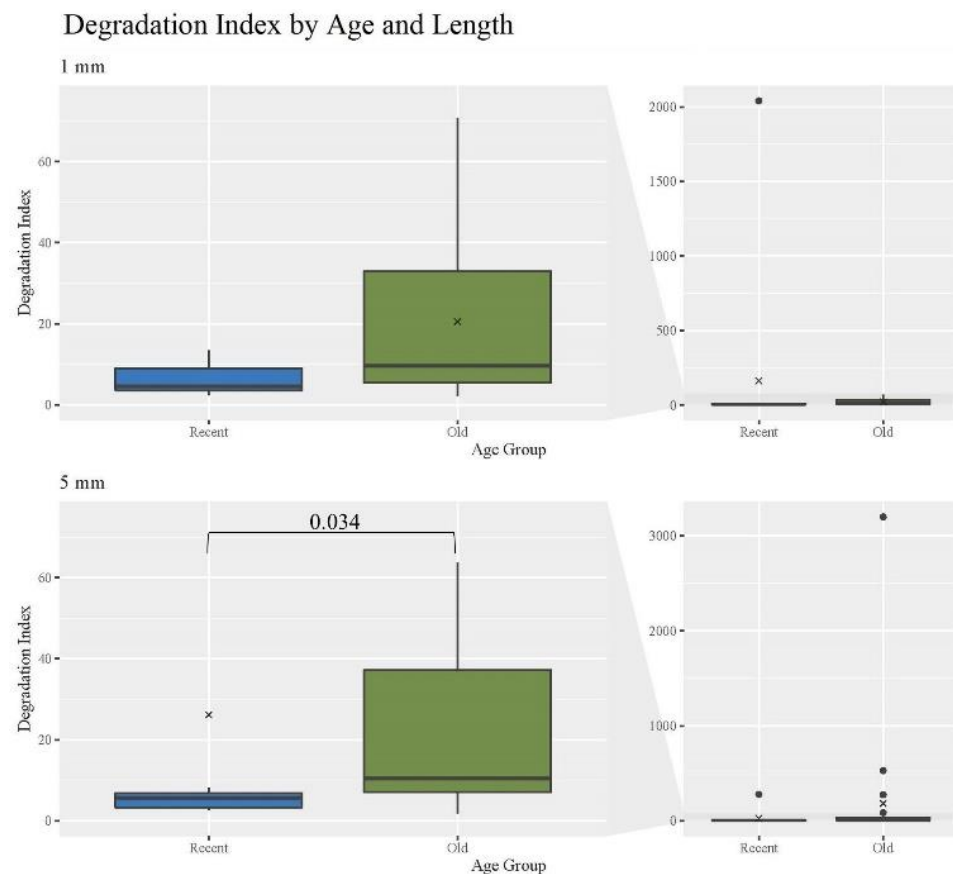 Degradation Index by Age and Length
1 mm
Degradation Index
60
40
20
0
Recent
Old
Age Group
2000
1500
1000
500
0
Recent
Old
5 mm
0.034
Degradation Index
60
40
20
0
Recent
Old
Age Group
3000
2000
1000
0
Recent
Old